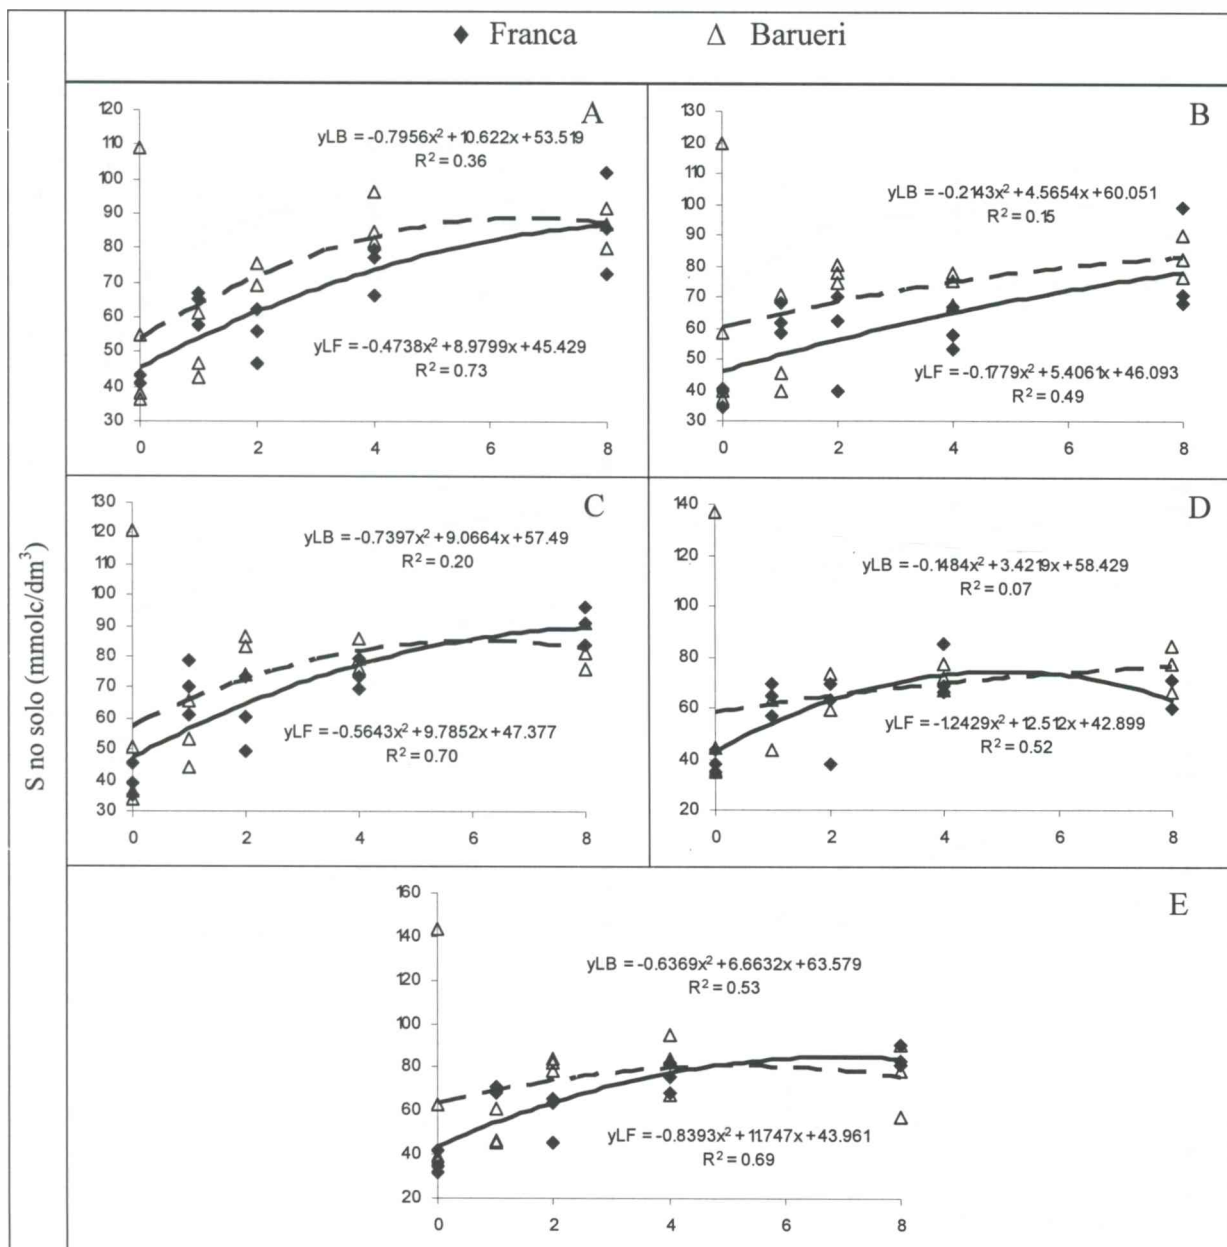 ◆ Franca △ Barueri
S no solo (mmolc/dm³)
A
120
110
100
90
80
70
60
50
40
30
0 2 4 6 8
yLB = -0.7956x² + 10.622x + 53.519
R² = 0.36
yLF = -0.4738x² + 8.9799x + 45.429
R² = 0.73
B
130
120
110
100
90
80
70
60
50
40
30
0 2 4 6 8
yLB = -0.2143x² + 4.5654x + 60.051
R² = 0.15
yLF = -0.1779x² + 5.4061x + 46.093
R² = 0.49
C
130
120
110
100
90
80
70
60
50
40
30
0 2 4 6 8
yLB = -0.7397x² + 9.0664x + 57.49
R² = 0.20
yLF = -0.5643x² + 9.7852x + 47.377
R² = 0.70
D
140
120
100
80
60
40
20
0 2 4 6 8
yLB = -0.1484x² + 3.4219x + 58.429
R² = 0.07
yLF = -1.2429x² + 12.512x + 42.899
R² = 0.52
E
160
140
120
100
80
60
40
20
0 2 4 6 8
yLB = -0.6369x² + 6.6632x + 63.579
R² = 0.53
yLF = -0.8393x² + 11.747x + 43.961
R² = 0.69